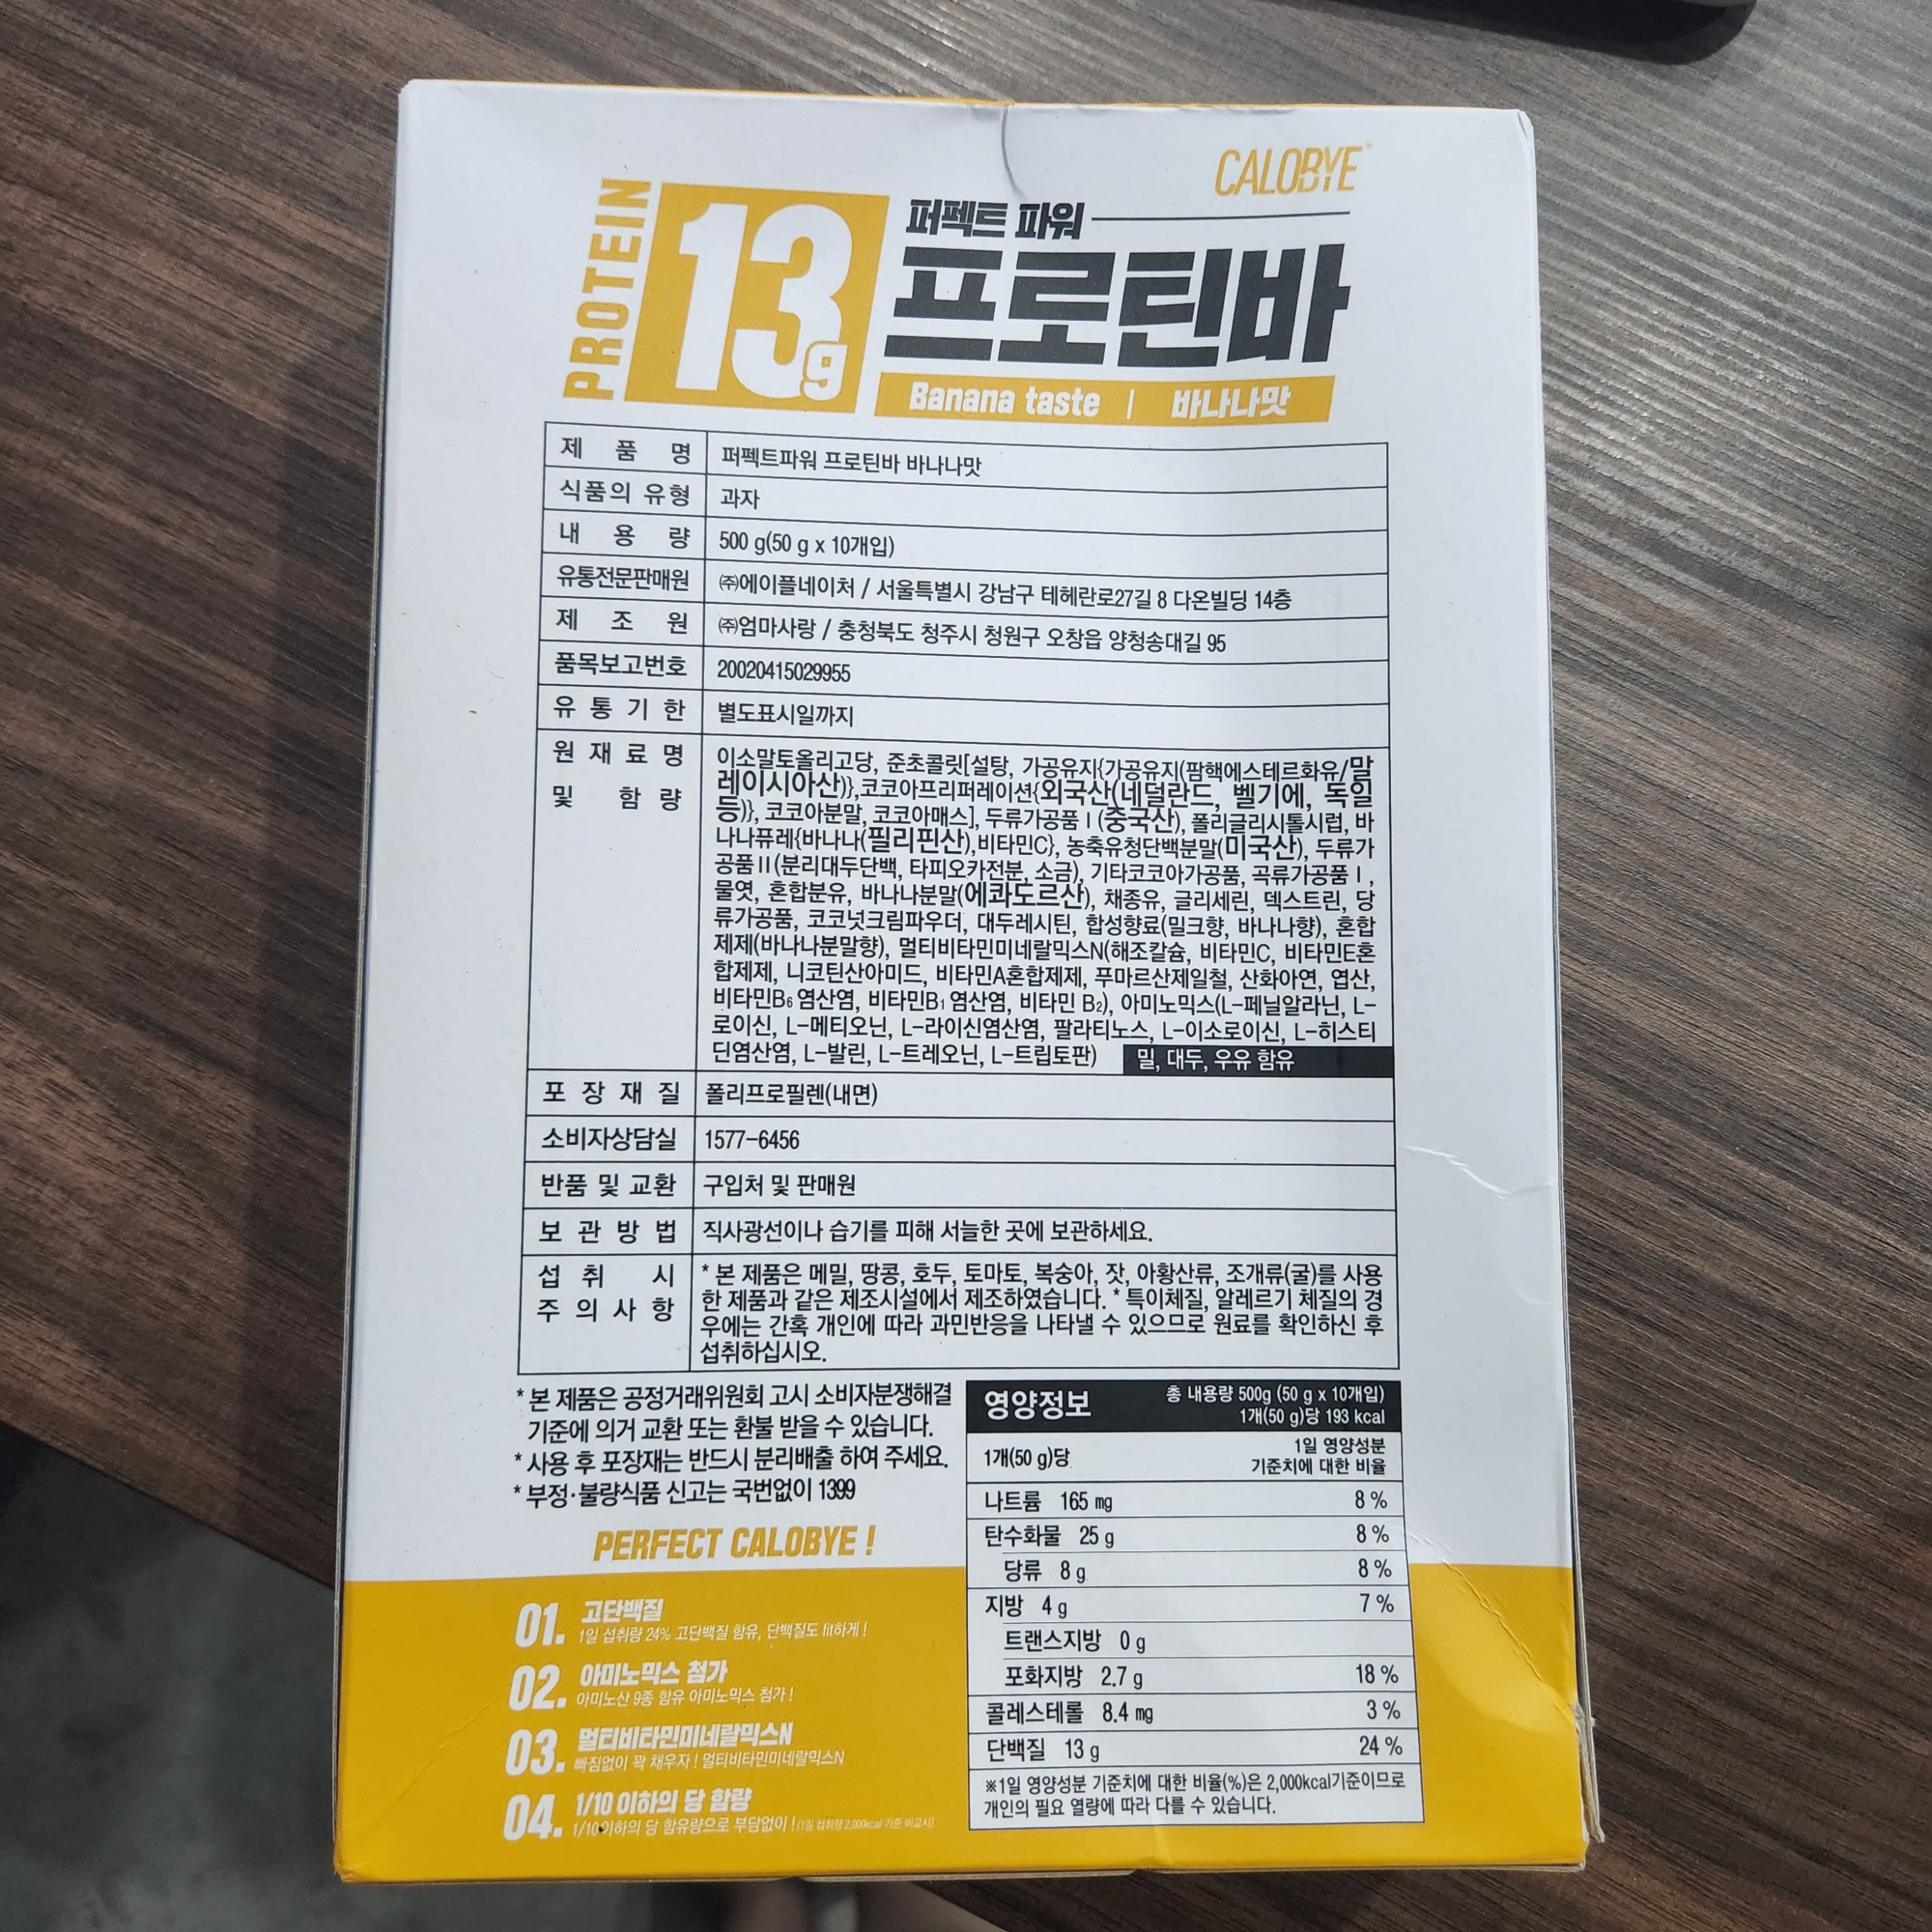 CALOBYE
PROTEIN
13g
퍼펙트 파워
프로틴바
Banana taste | 바나나맛
제 품 명 퍼펙트파워 프로틴바 바나나맛
식품의 유형 과자
내 용 량 500 g(50 g x 10개입)
유통전문판매원 ㈜에이플네이처 / 서울특별시 강남구 테헤란로27길 8 다온빌딩 14층
제 조 원 ㈜엄마사랑 / 충청북도 청주시 청원구 오창읍 양청송대길 95
품목보고번호 20020415029955
유 통 기 한 별도표시일까지
원 재 료 명
및 함 량
이소말토올리고당, 준초콜릿[설탕, 가공유지{가공유지(팜핵에스테르화유/말
레이시아산)},코코아프리퍼레이션{외국산(네덜란드, 벨기에, 독일
등)}, 코코아분말, 코코아매스], 두류가공품Ⅰ(중국산), 폴리글리시톨시럽, 바
나나퓨레{바나나(필리핀산),비타민C}, 농축유청단백분말(미국산), 두류가
공품Ⅱ(분리대두단백, 타피오카전분, 소금), 기타코코아가공품, 곡류가공품Ⅰ,
물엿, 혼합분유, 바나나분말(에콰도르산), 채종유, 글리세린, 덱스트린, 당
류가공품, 코코넛크림파우더, 대두레시틴, 합성향료(밀크향, 바나나향), 혼합
제제(바나나분말향), 멀티비타민미네랄믹스N(해조칼슘, 비타민C, 비타민E혼
합제제, 니코틴산아미드, 비타민A혼합제제, 푸마르산제일철, 산화아연, 엽산,
비타민B₆ 염산염, 비타민B₁ 염산염, 비타민 B₂), 아미노믹스(L-페닐알라닌, L-
로이신, L-메티오닌, L-라이신염산염, 팔라티노스, L-이소로이신, L-히스티
딘염산염, L-발린, L-트레오닌, L-트립토판) 밀, 대두, 우유 함유
포 장 재 질 폴리프로필렌(내면)
소비자상담실 1577-6456
반품 및 교환 구입처 및 판매원
보 관 방 법 직사광선이나 습기를 피해 서늘한 곳에 보관하세요.
섭 취 시
주 의 사 항
* 본 제품은 메밀, 땅콩, 호두, 토마토, 복숭아, 잣, 아황산류, 조개류(굴)를 사용
한 제품과 같은 제조시설에서 제조하였습니다. * 특이체질, 알레르기 체질의 경
우에는 간혹 개인에 따라 과민반응을 나타낼 수 있으므로 원료를 확인하신 후
섭취하십시오.
* 본 제품은 공정거래위원회 고시 소비자분쟁해결
기준에 의거 교환 또는 환불 받을 수 있습니다.
* 사용 후 포장재는 반드시 분리배출 하여 주세요.
* 부정·불량식품 신고는 국번없이 1399
PERFECT CALOBYE !
01. 고단백질
1일 섭취량 24% 고단백질 함유, 단백질도 fit하게 !
02. 아미노믹스 첨가
아미노산 9종 함유 아미노믹스 첨가 !
03. 멀티비타민미네랄믹스N
빠짐없이 꽉 채우자 ! 멀티비타민미네랄믹스N
04. 1/10 이하의 당 함량
1/10 이하의 당 함유량으로 부담없이 ! (1일 섭취량 2,000kcal 기준 비교시)
영양정보
총 내용량 500g (50 g x 10개입)
1개(50 g)당 193 kcal
1개(50 g)당
1일 영양성분
기준치에 대한 비율
나트륨 165 mg 8 %
탄수화물 25 g 8 %
당류 8 g 8 %
지방 4 g 7 %
트랜스지방 0 g
포화지방 2.7 g 18 %
콜레스테롤 8.4 mg 3 %
단백질 13 g 24 %
※1일 영양성분 기준치에 대한 비율(%)은 2,000kcal기준이므로
개인의 필요 열량에 따라 다를 수 있습니다.